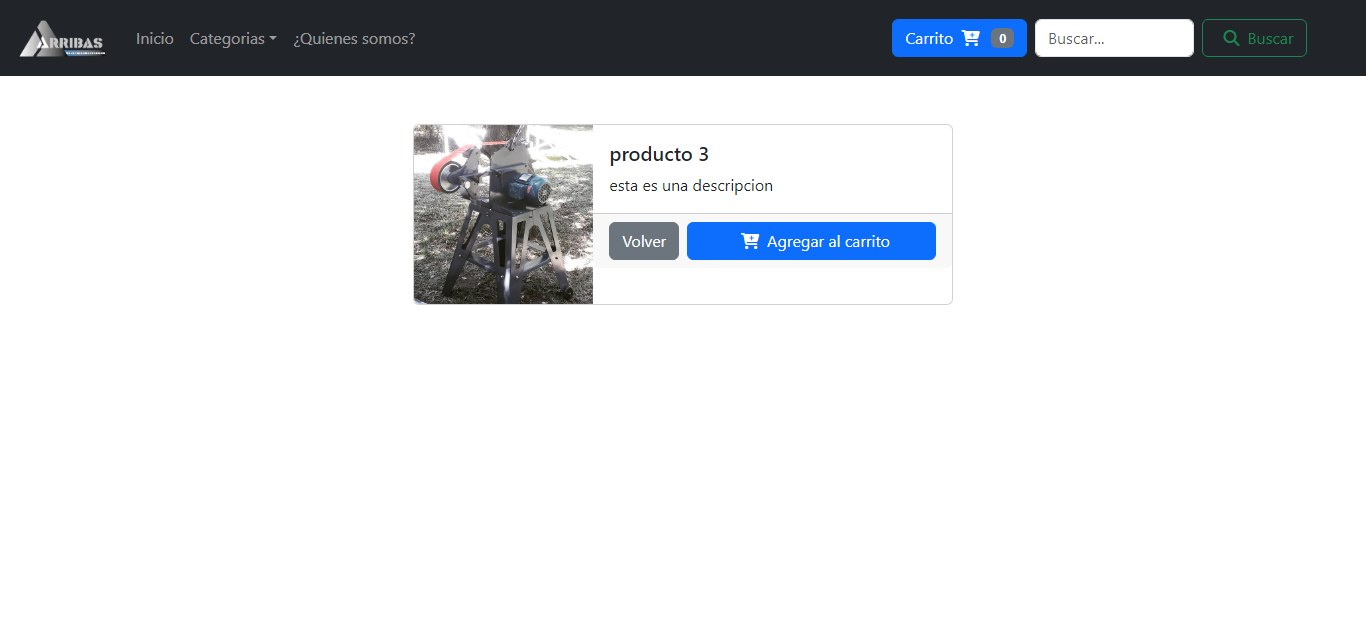 ARRIBAS
Inicio Categorias ¿Quienes somos? Carrito 0 Buscar... Buscar
producto 3
esta es una descripcion
Volver Agregar al carrito